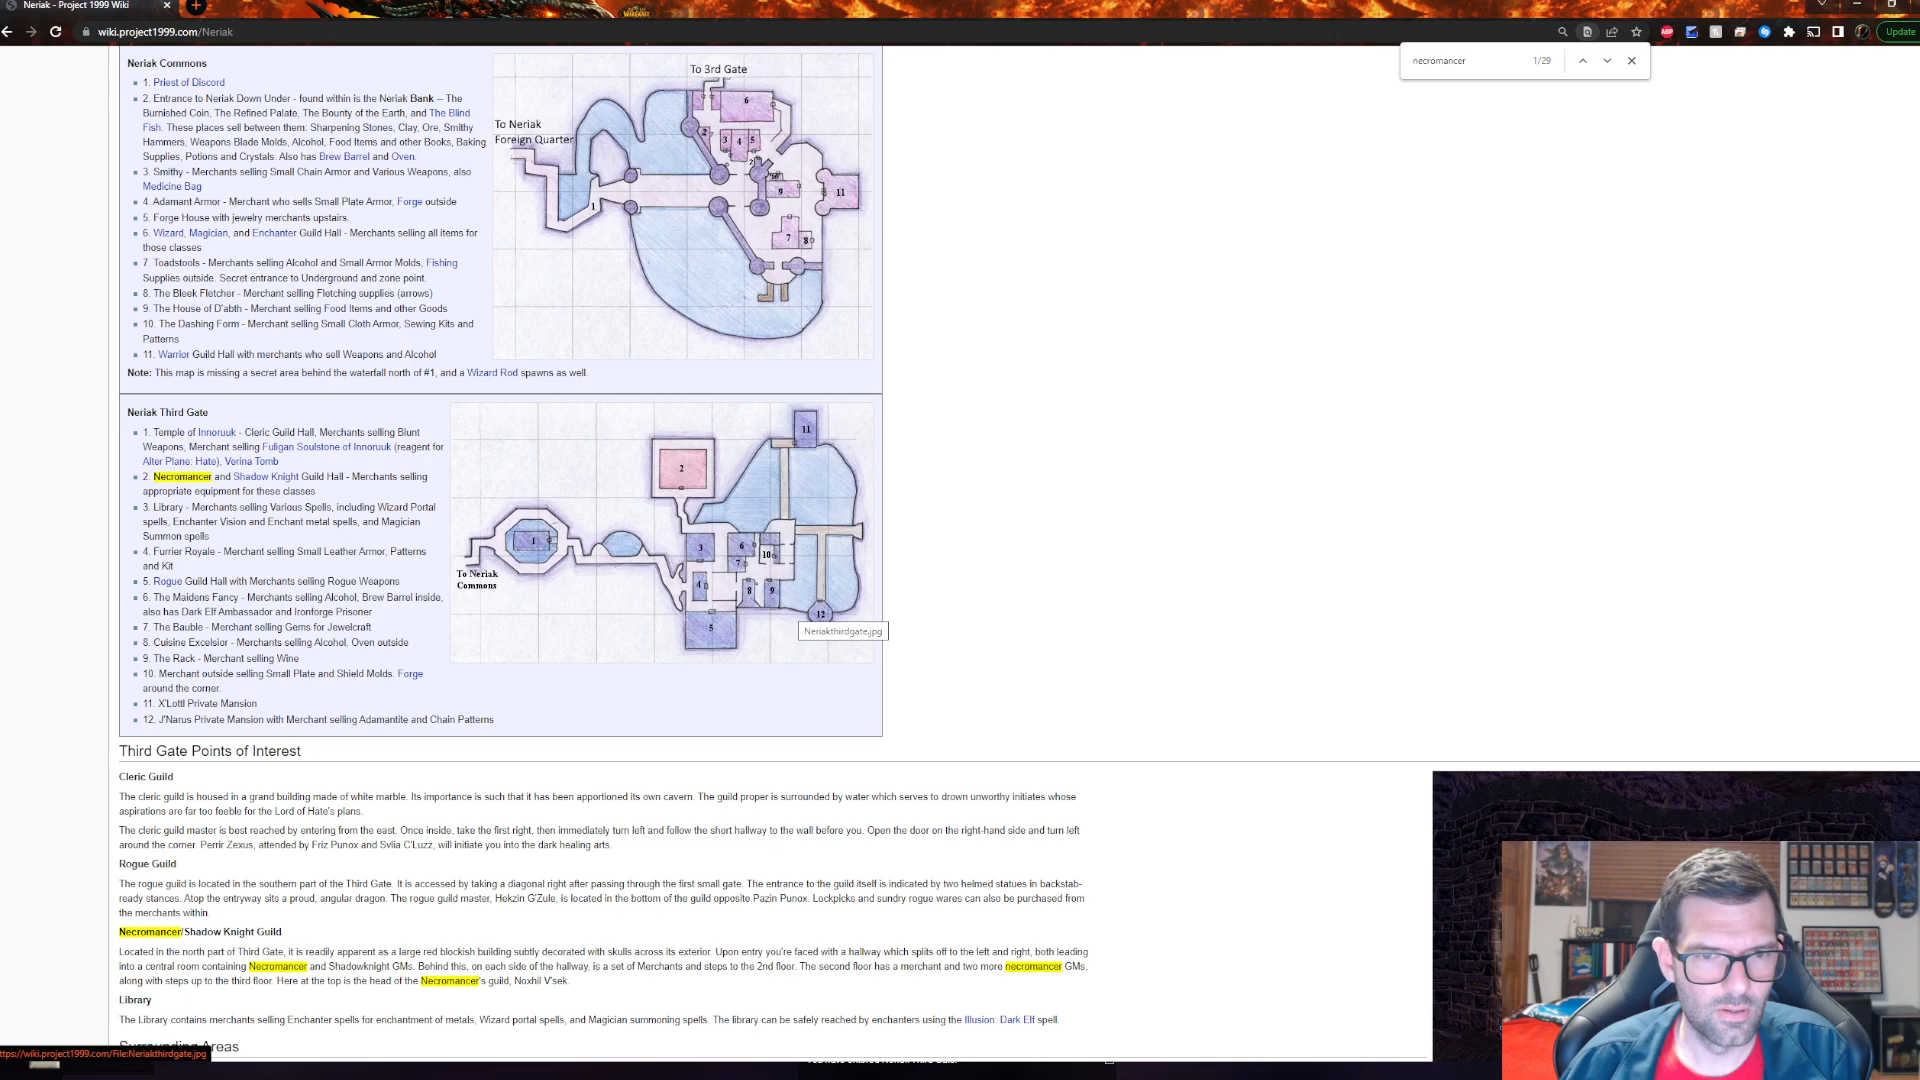 Neriak - Project 1999 Wiki
wiki.project1999.com/Neriak
Update
necromancer 1/29
Neriak Commons
1. Priest of Discord
2. Entrance to Neriak Down Under - found within is the Neriak Bank -- The
Burnished Coin, The Refined Palate, The Bounty of the Earth, and The Blind
Fish. These places sell between them: Sharpening Stones, Clay, Ore, Smithy
Hammers, Weapons Blade Molds, Alcohol, Food Items and other Books, Baking
Supplies, Potions and Crystals. Also has Brew Barrel and Oven.
3. Smithy - Merchants selling Small Chain Armor and Various Weapons, also
Medicine Bag
4. Adamant Armor - Merchant who sells Small Plate Armor, Forge outside
5. Forge House with jewelry merchants upstairs.
6. Wizard, Magician, and Enchanter Guild Hall - Merchants selling all items for
those classes
7. Toadstools - Merchants selling Alcohol and Small Armor Molds, Fishing
Supplies outside. Secret entrance to Underground and zone point.
8. The Bleek Fletcher - Merchant selling Fletching supplies (arrows)
9. The House of D'abth - Merchant selling Food Items and other Goods
10. The Dashing Form - Merchant selling Small Cloth Armor, Sewing Kits and
Patterns
11. Warrior Guild Hall with merchants who sell Weapons and Alcohol
Note: This map is missing a secret area behind the waterfall north of #1, and a Wizard Rod spawns as well.
To 3rd Gate
To Neriak
Foreign Quarter
6
2
3 4 5
2
10
9
11
1
7
8
Neriak Third Gate
1. Temple of Innoruuk - Cleric Guild Hall, Merchants selling Blunt
Weapons, Merchant selling Fuligan Soulstone of Innoruuk (reagent for
Alter Plane: Hate), Verina Tomb
2. Necromancer and Shadow Knight Guild Hall - Merchants selling
appropriate equipment for these classes
3. Library - Merchants selling Various Spells, including Wizard Portal
spells, Enchanter Vision and Enchant metal spells, and Magician
Summon spells
4. Furrier Royale - Merchant selling Small Leather Armor, Patterns
and Kit
5. Rogue Guild Hall with Merchants selling Rogue Weapons
6. The Maidens Fancy - Merchants selling Alcohol, Brew Barrel inside,
also has Dark Elf Ambassador and Ironforge Prisoner
7. The Bauble - Merchant selling Gems for Jewelcraft
8. Cuisine Excelsior - Merchants selling Alcohol, Oven outside
9. The Rack - Merchant selling Wine
10. Merchant outside selling Small Plate and Shield Molds. Forge
around the corner.
11. X'Lottl Private Mansion
12. J'Narus Private Mansion with Merchant selling Adamantite and Chain Patterns
11
2
1
3
6
10
7
To Neriak
Commons
4
8
9
12
5
Neriakthirdgate.jpg
Third Gate Points of Interest
Cleric Guild
The cleric guild is housed in a grand building made of white marble. Its importance is such that it has been apportioned its own cavern. The guild proper is surrounded by water which serves to drown unworthy initiates whose
aspirations are far too feeble for the Lord of Hate's plans.
The cleric guild master is best reached by entering from the east. Once inside, take the first right, then immediately turn left and follow the short hallway to the wall before you. Open the door on the right-hand side and turn left
around the corner. Perrir Zexus, attended by Friz Punox and Svlia C'Luzz, will initiate you into the dark healing arts.
Rogue Guild
The rogue guild is located in the southern part of the Third Gate. It is accessed by taking a diagonal right after passing through the first small gate. The entrance to the guild itself is indicated by two helmed statues in backstab-
ready stances. Atop the entryway sits a proud, angular dragon. The rogue guild master, Hekzin G'Zule, is located in the bottom of the guild opposite Pazin Punox. Lockpicks and sundry rogue wares can also be purchased from
the merchants within.
Necromancer/Shadow Knight Guild
Located in the north part of Third Gate, it is readily apparent as a large red blockish building subtly decorated with skulls across its exterior. Upon entry you're faced with a hallway which splits off to the left and right, both leading
into a central room containing Necromancer and Shadowknight GMs. Behind this, on each side of the hallway, is a set of Merchants and steps to the 2nd floor. The second floor has a merchant and two more necromancer GMs,
along with steps up to the third floor. Here at the top is the head of the Necromancer's guild, Noxhil V'sek.
Library
The Library contains merchants selling Enchanter spells for enchantment of metals, Wizard portal spells, and Magician summoning spells. The library can be safely reached by enchanters using the Illusion: Dark Elf spell.
Surrounding Areas
https://wiki.project1999.com/File:Neriakthirdgate.jpg